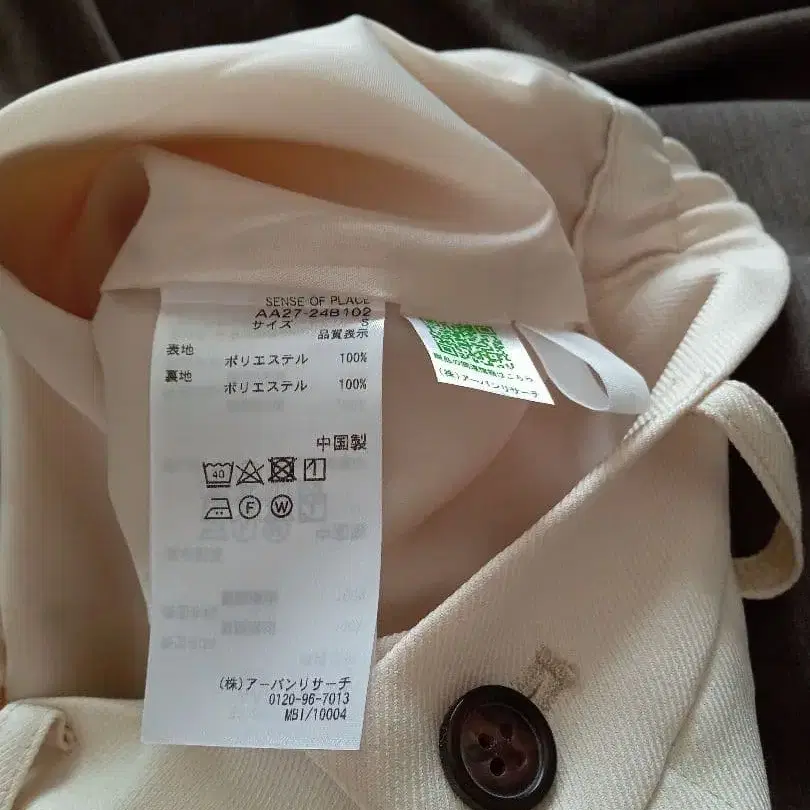 SENSE OF PLACE
AA27-24B102
サイズ S
品質表示
表地 ポリエステル 100%
裏地 ポリエステル 100%
中国製
40
F W
(株)アーバンリサーチ
0120-96-7013
MBI/10004
(株)アーバンリサーチ